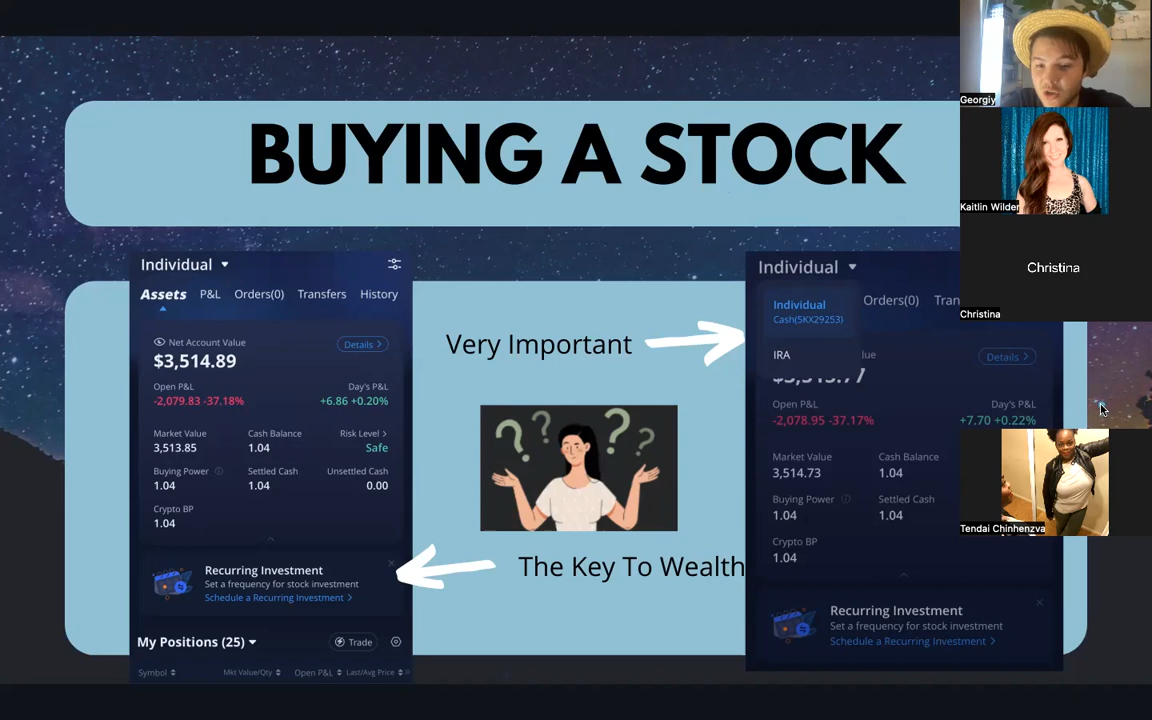 BUYING A STOCK
Individual
Assets P&L Orders(0) Transfers History
Net Account Value
Details >
$3,514.89
Open P&L Day's P&L
-2,079.83 -37.18% +6.86 +0.20%
Market Value Cash Balance Risk Level >
3,513.85 1.04 Safe
Buying Power Settled Cash Unsettled Cash
1.04 1.04 0.00
Crypto BP
1.04
Recurring Investment
Set a frequency for stock investment
Schedule a Recurring Investment >
My Positions (25)
Trade
Symbol Mkt Value/Qty Open P&L Last/Avg Price
Very Important
The Key To Wealth
Individual
Individual
Cash(5KX29253)
IRA
Orders(0) Tran
lue
Details >
Open P&L Day's P&L
-2,078.95 -37.17% +7.70 +0.22%
Market Value Cash Balance
3,514.73 1.04
Buying Power Settled Cash
1.04 1.04
Crypto BP
1.04
Recurring Investment
Set a frequency for stock investment
Schedule a Recurring Investment >
Georgiy
Kaitlin Wilder
Christina
Christina
Tendai Chinhenzva